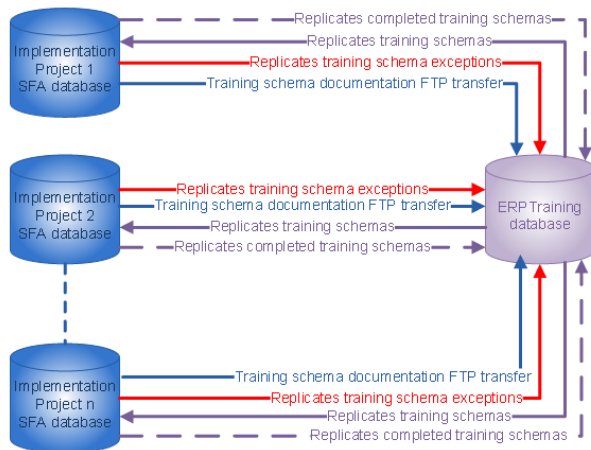 Replicates completed training schemas
Replicates training schemas
Replicates training schema exceptions
Training schema documentation FTP transfer
Implementation
Project 1
SFA database
Implementation
Project 2
SFA database
Replicates training schema exceptions
Training schema documentation FTP transfer
Replicates training schemas
Replicates completed training schemas
ERP Training
database
Implementation
Project n
SFA database
Training schema documentation FTP transfer
Replicates training schema exceptions
Replicates training schemas
Replicates completed training schemas